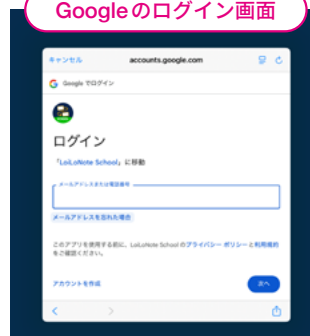 Googleのログイン画面
キャンセル accounts.google.com
Google でログイン
ログイン
「LoiLoNote School」に移動
メールアドレスまたは電話番号
メールアドレスを忘れた場合
このアプリを使用する前に、LoiLoNote School のプライバシー ポリシーと利用規約
をご確認ください。
アカウントを作成 次へ